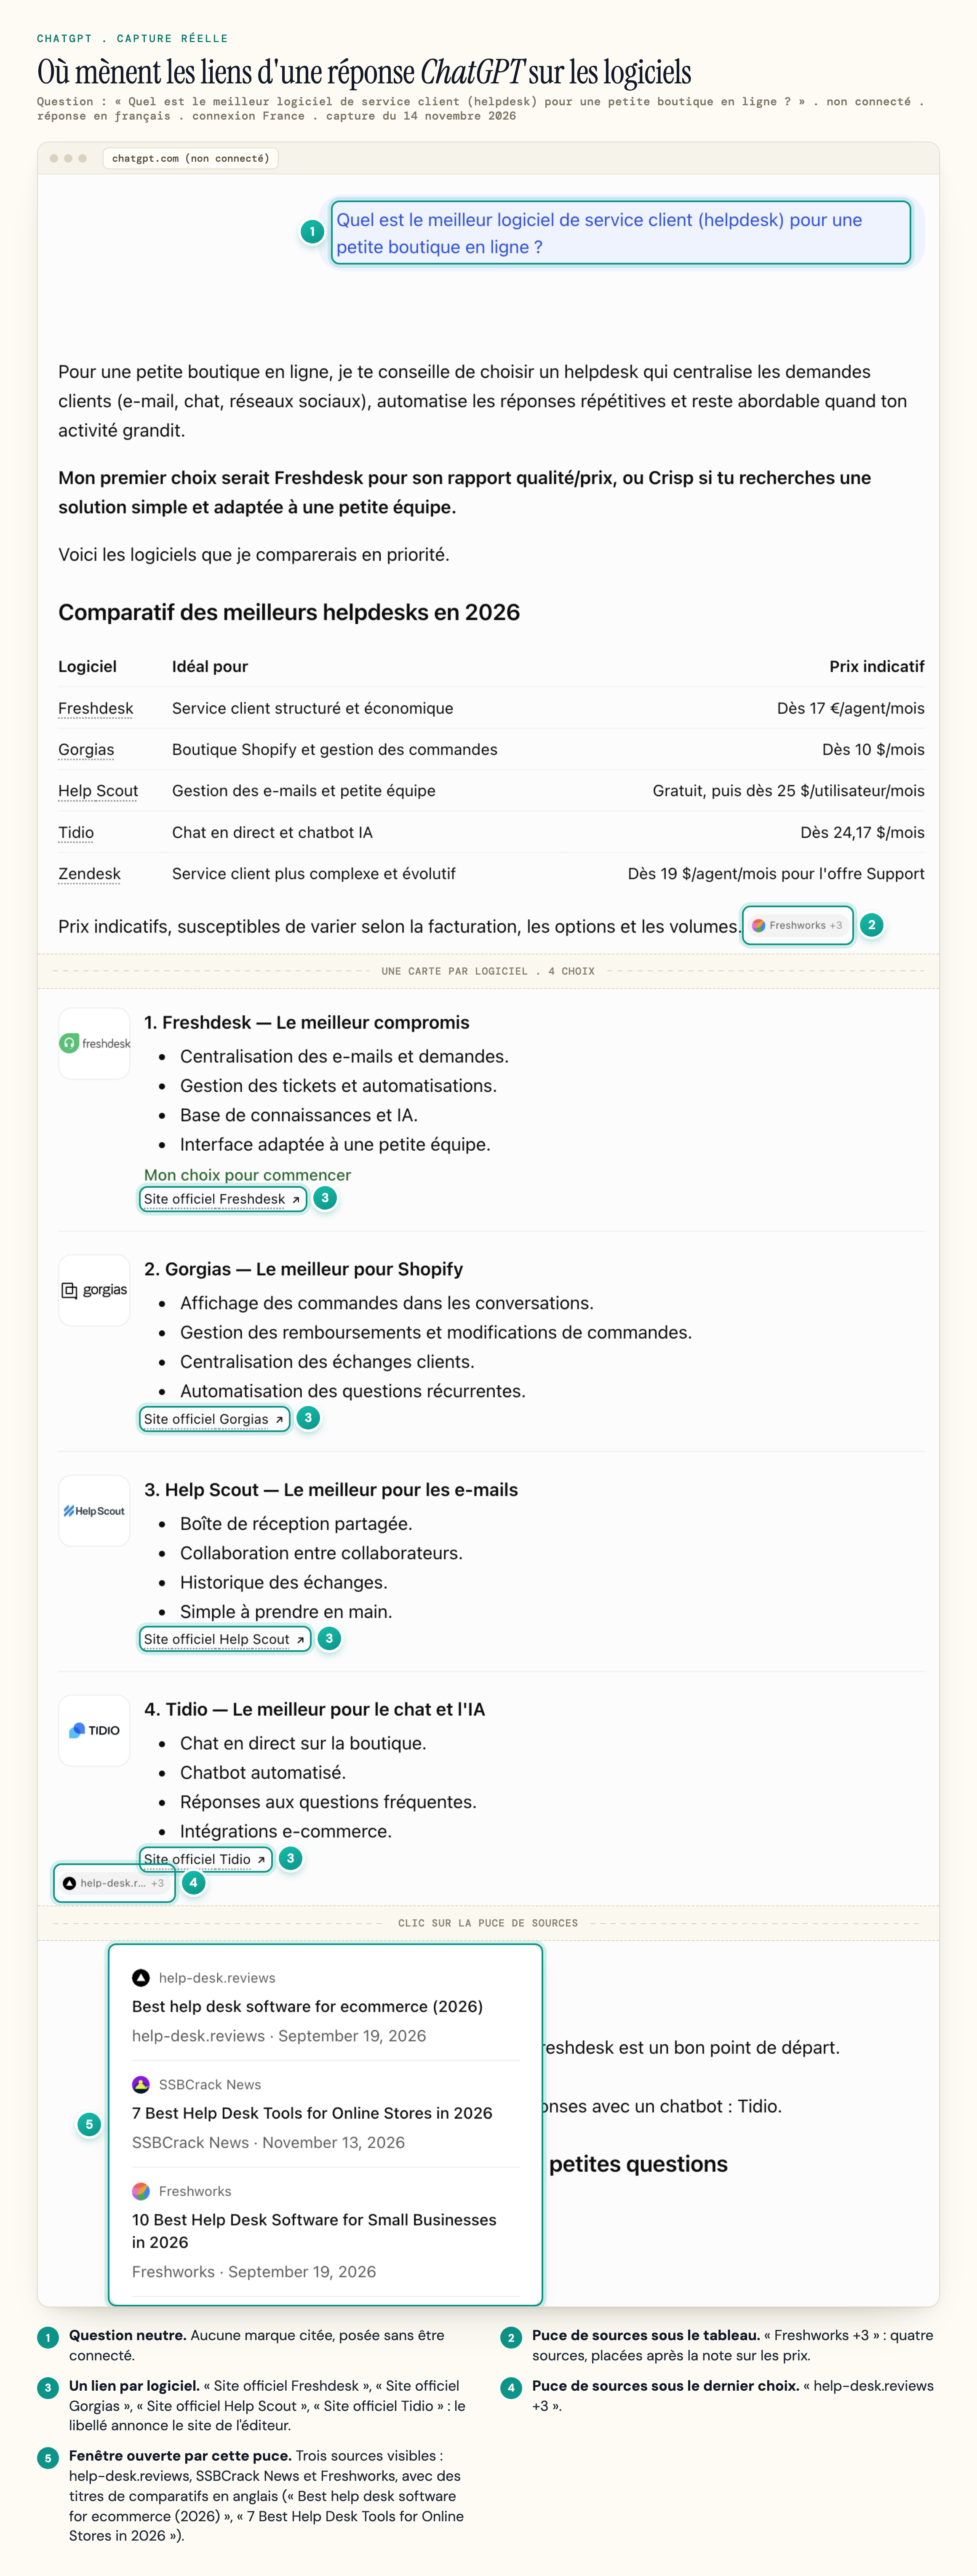 CHATGPT . CAPTURE RÉELLE
Où mènent les liens d'une réponse ChatGPT sur les logiciels
Question : « Quel est le meilleur logiciel de service client (helpdesk) pour une petite boutique en ligne ? » . non connecté .
réponse en français . connexion France . capture du 14 novembre 2026
chatgpt.com (non connecté)
1
Quel est le meilleur logiciel de service client (helpdesk) pour une
petite boutique en ligne ?
Pour une petite boutique en ligne, je te conseille de choisir un helpdesk qui centralise les demandes
clients (e-mail, chat, réseaux sociaux), automatise les réponses répétitives et reste abordable quand ton
activité grandit.
Mon premier choix serait Freshdesk pour son rapport qualité/prix, ou Crisp si tu recherches une
solution simple et adaptée à une petite équipe.
Voici les logiciels que je comparerais en priorité.
Comparatif des meilleurs helpdesks en 2026
Logiciel Idéal pour Prix indicatif
Freshdesk Service client structuré et économique Dès 17 €/agent/mois
Gorgias Boutique Shopify et gestion des commandes Dès 10 $/mois
Help Scout Gestion des e-mails et petite équipe Gratuit, puis dès 25 $/utilisateur/mois
Tidio Chat en direct et chatbot IA Dès 24,17 $/mois
Zendesk Service client plus complexe et évolutif Dès 19 $/agent/mois pour l'offre Support
Prix indicatifs, susceptibles de varier selon la facturation, les options et les volumes. Freshworks +3 2
UNE CARTE PAR LOGICIEL . 4 CHOIX
freshdesk
1. Freshdesk — Le meilleur compromis
• Centralisation des e-mails et demandes.
• Gestion des tickets et automatisations.
• Base de connaissances et IA.
• Interface adaptée à une petite équipe.
Mon choix pour commencer
Site officiel Freshdesk ↗ 3
gorgias
2. Gorgias — Le meilleur pour Shopify
• Affichage des commandes dans les conversations.
• Gestion des remboursements et modifications de commandes.
• Centralisation des échanges clients.
• Automatisation des questions récurrentes.
Site officiel Gorgias ↗ 3
Help Scout
3. Help Scout — Le meilleur pour les e-mails
• Boîte de réception partagée.
• Collaboration entre collaborateurs.
• Historique des échanges.
• Simple à prendre en main.
Site officiel Help Scout ↗ 3
TIDIO
4. Tidio — Le meilleur pour le chat et l'IA
• Chat en direct sur la boutique.
• Chatbot automatisé.
• Réponses aux questions fréquentes.
• Intégrations e-commerce.
Site officiel Tidio ↗ 3
help-desk.r... +3 4
CLIC SUR LA PUCE DE SOURCES
help-desk.reviews
Best help desk software for ecommerce (2026)
help-desk.reviews · September 19, 2026
reshdesk est un bon point de départ.
SSBCrack News
7 Best Help Desk Tools for Online Stores in 2026
SSBCrack News · November 13, 2026
onses avec un chatbot : Tidio.
5
petites questions
Freshworks
10 Best Help Desk Software for Small Businesses
in 2026
Freshworks · September 19, 2026
1 Question neutre. Aucune marque citée, posée sans être
connecté.
2 Puce de sources sous le tableau. « Freshworks +3 » : quatre
sources, placées après la note sur les prix.
3 Un lien par logiciel. « Site officiel Freshdesk », « Site officiel
Gorgias », « Site officiel Help Scout », « Site officiel Tidio » : le
libellé annonce le site de l'éditeur.
4 Puce de sources sous le dernier choix. « help-desk.reviews
+3 ».
5 Fenêtre ouverte par cette puce. Trois sources visibles :
help-desk.reviews, SSBCrack News et Freshworks, avec des
titres de comparatifs en anglais (« Best help desk software
for ecommerce (2026) », « 7 Best Help Desk Tools for Online
Stores in 2026 »).